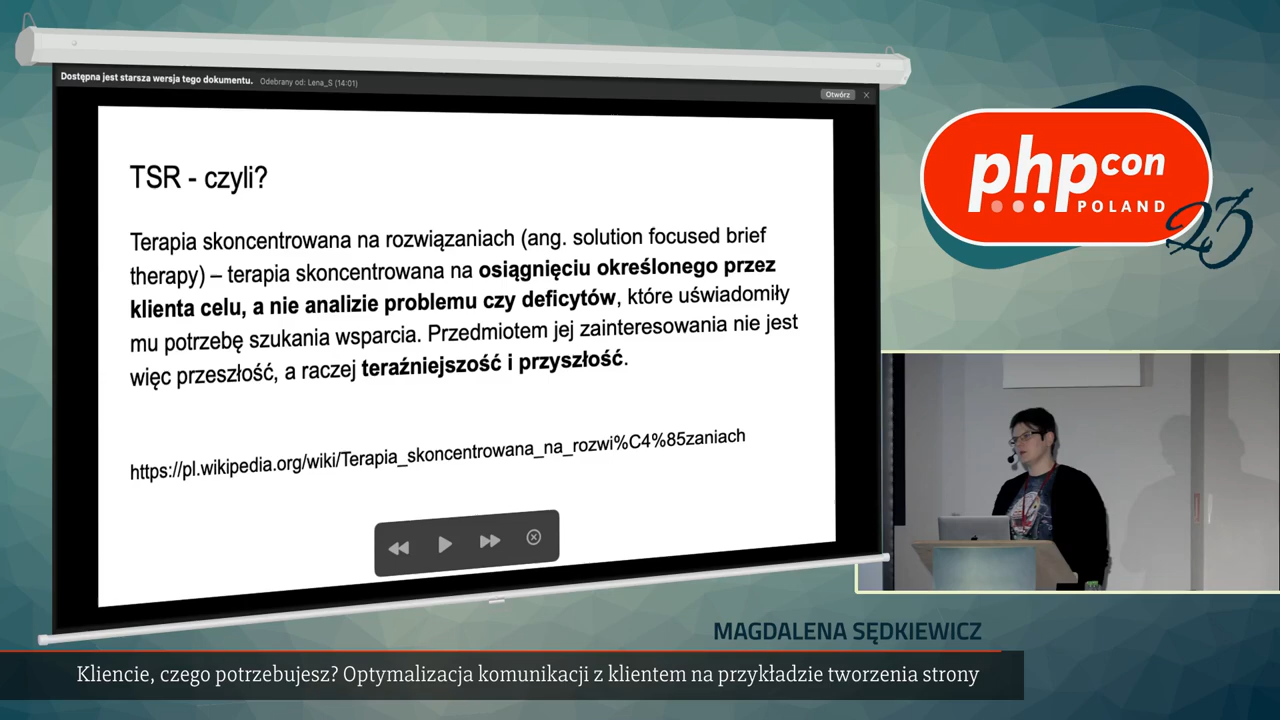 Dostępna jest starsza wersja tego dokumentu. Odebrany od: Lena_S (14:01)
Otwórz
TSR - czyli?
Terapia skoncentrowana na rozwiązaniach (ang. solution focused brief
therapy) – terapia skoncentrowana na osiągnięciu określonego przez
klienta celu, a nie analizie problemu czy deficytów, które uświadomiły
mu potrzebę szukania wsparcia. Przedmiotem jej zainteresowania nie jest
więc przeszłość, a raczej teraźniejszość i przyszłość.
https://pl.wikipedia.org/wiki/Terapia_skoncentrowana_na_rozwi%C4%85zaniach
phpcon
POLAND
23
MAGDALENA SĘDKIEWICZ
Kliencie, czego potrzebujesz? Optymalizacja komunikacji z klientem na przykładzie tworzenia strony